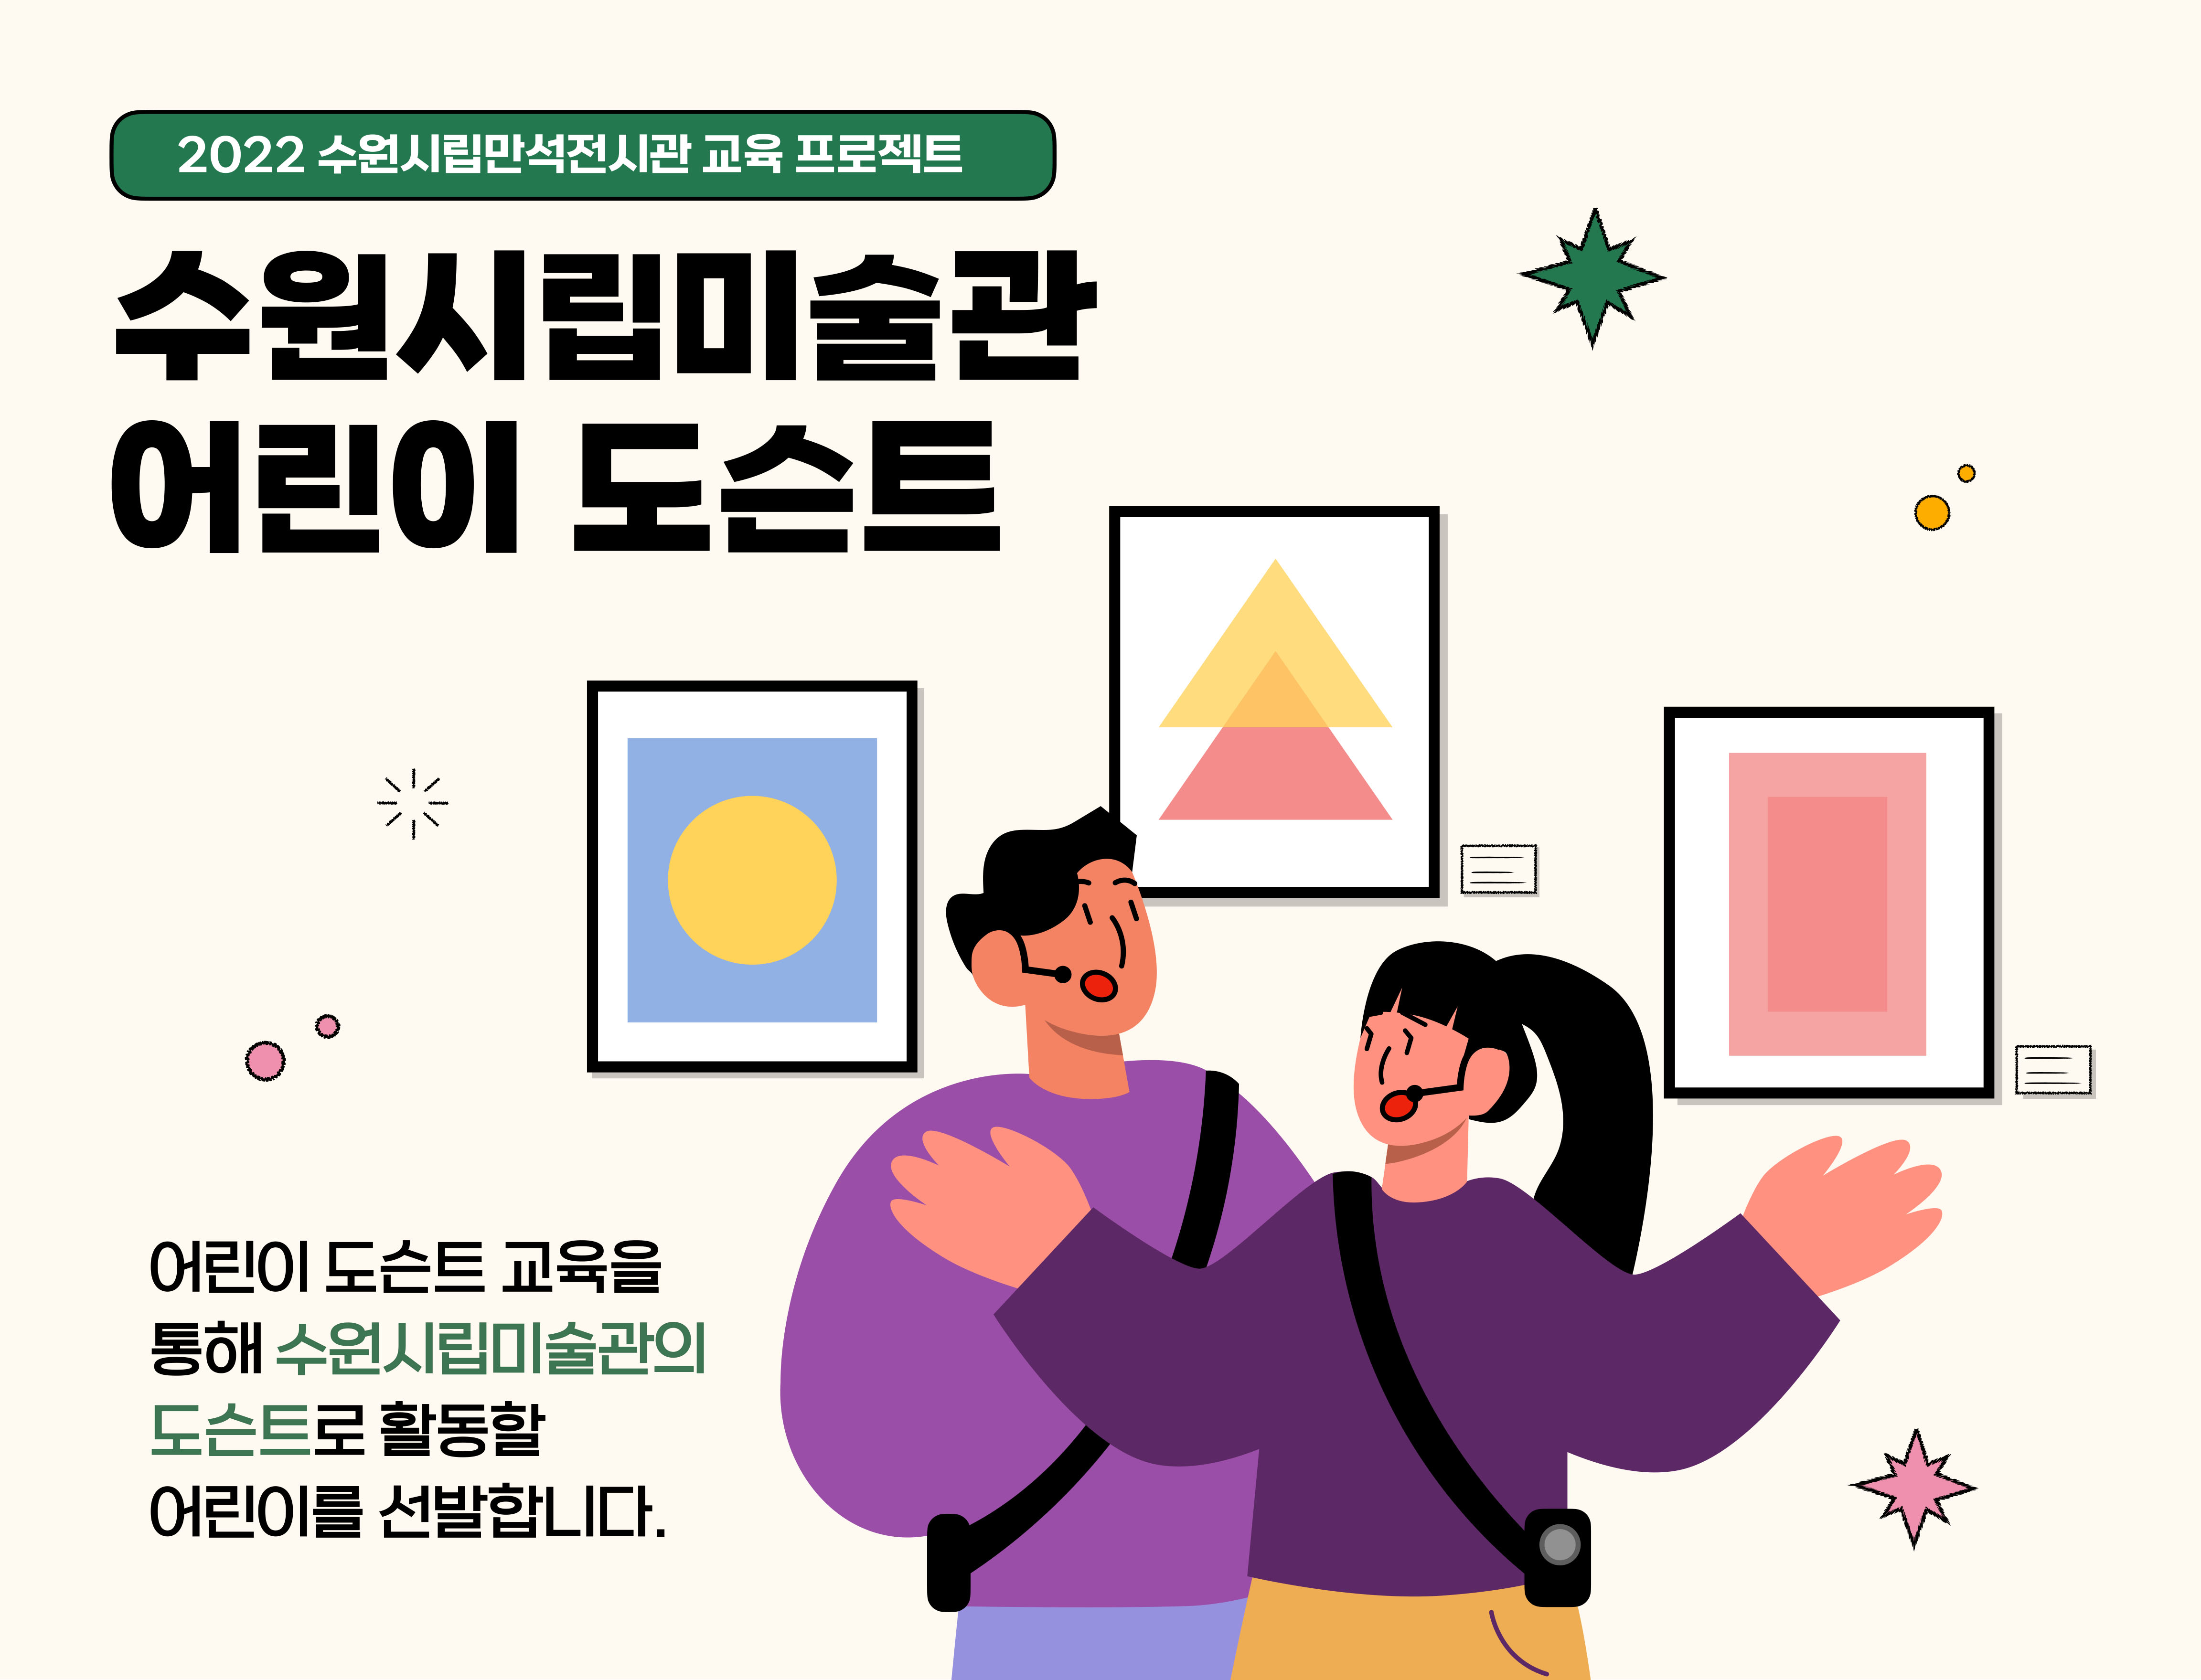 2022 수원시립만석전시관 교육 프로젝트
수원시립미술관
어린이 도슨트
어린이 도슨트 교육을
통해 수원시립미술관의
도슨트로 활동할
어린이를 선발합니다.